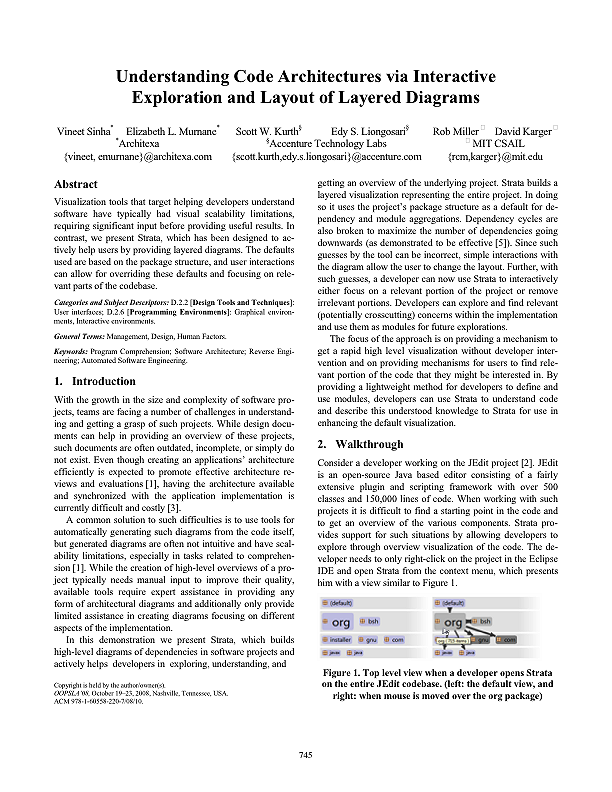 Understanding Code Architectures via Interactive
Exploration and Layout of Layered Diagrams
Vineet Sinha* Elizabeth L. Murnane*
*Architexa
{vineet, emurnane}@architexa.com
Scott W. Kurth§ Edy S. Liongosari§
§Accenture Technology Labs
{scott.kurth,edy.s.liongosari}@accenture.com
Rob Miller□ David Karger□
□ MIT CSAIL
{rcm,karger}@mit.edu
Abstract
Visualization tools that target helping developers understand
software have typically had visual scalability limitations,
requiring significant input before providing useful results. In
contrast, we present Strata, which has been designed to ac-
tively help users by providing layered diagrams. The defaults
used are based on the package structure, and user interactions
can allow for overriding these defaults and focusing on rele-
vant parts of the codebase.
Categories and Subject Descriptors: D.2.2 [Design Tools and Techniques]:
User interfaces; D.2.6 [Programming Environments]: Graphical environ-
ments, Interactive environments.
General Terms: Management, Design, Human Factors.
Keywords: Program Comprehension; Software Architecture; Reverse Engi-
neering; Automated Software Engineering.
1. Introduction
With the growth in the size and complexity of software pro-
jects, teams are facing a number of challenges in understand-
ing and getting a grasp of such projects. While design docu-
ments can help in providing an overview of these projects,
such documents are often outdated, incomplete, or simply do
not exist. Even though creating an applications' architecture
efficiently is expected to promote effective architecture re-
views and evaluations [1], having the architecture available
and synchronized with the application implementation is
currently difficult and costly [3].
A common solution to such difficulties is to use tools for
automatically generating such diagrams from the code itself,
but generated diagrams are often not intuitive and have scal-
ability limitations, especially in tasks related to comprehen-
sion [1]. While the creation of high-level overviews of a pro-
ject typically needs manual input to improve their quality,
available tools require expert assistance in providing any
form of architectural diagrams and additionally only provide
limited assistance in creating diagrams focusing on different
aspects of the implementation.
In this demonstration we present Strata, which builds
high-level diagrams of dependencies in software projects and
actively helps developers in exploring, understanding, and
Copyright is held by the author/owner(s).
OOPSLA'08, October 19–23, 2008, Nashville, Tennessee, USA.
ACM 978-1-60558-220-7/08/10.
getting an overview of the underlying project. Strata builds a
layered visualization representing the entire project. In doing
so it uses the project's package structure as a default for de-
pendency and module aggregations. Dependency cycles are
also broken to maximize the number of dependencies going
downwards (as demonstrated to be effective [5]). Since such
guesses by the tool can be incorrect, simple interactions with
the diagram allow the user to change the layout. Further, with
such guesses, a developer can now use Strata to interactively
either focus on a relevant portion of the project or remove
irrelevant portions. Developers can explore and find relevant
(potentially crosscutting) concerns within the implementation
and use them as modules for future explorations.
The focus of the approach is on providing a mechanism to
get a rapid high level visualization without developer inter-
vention and on providing mechanisms for users to find rele-
vant portion of the code that they might be interested in. By
providing a lightweight method for developers to define and
use modules, developers can use Strata to understand code
and describe this understood knowledge to Strata for use in
enhancing the default visualization.
2. Walkthrough
Consider a developer working on the JEdit project [2]. JEdit
is an open-source Java based editor consisting of a fairly
extensive plugin and scripting framework with over 500
classes and 150,000 lines of code. When working with such
projects it is difficult to find a starting point in the code and
to get an overview of the various components. Strata pro-
vides support for such situations by allowing developers to
explore through overview visualization of the code. The de-
veloper needs to only right-click on the project in the Eclipse
IDE and open Strata from the context menu, which presents
him with a view similar to Figure 1.
(default)
org bsh
installer gnu com
java javax
(default)
org bsh
gnu com
java javax
Figure 1. Top level view when a developer opens Strata
on the entire JEdit codebase. (left: the default view, and
right: when mouse is moved over the org package)
745